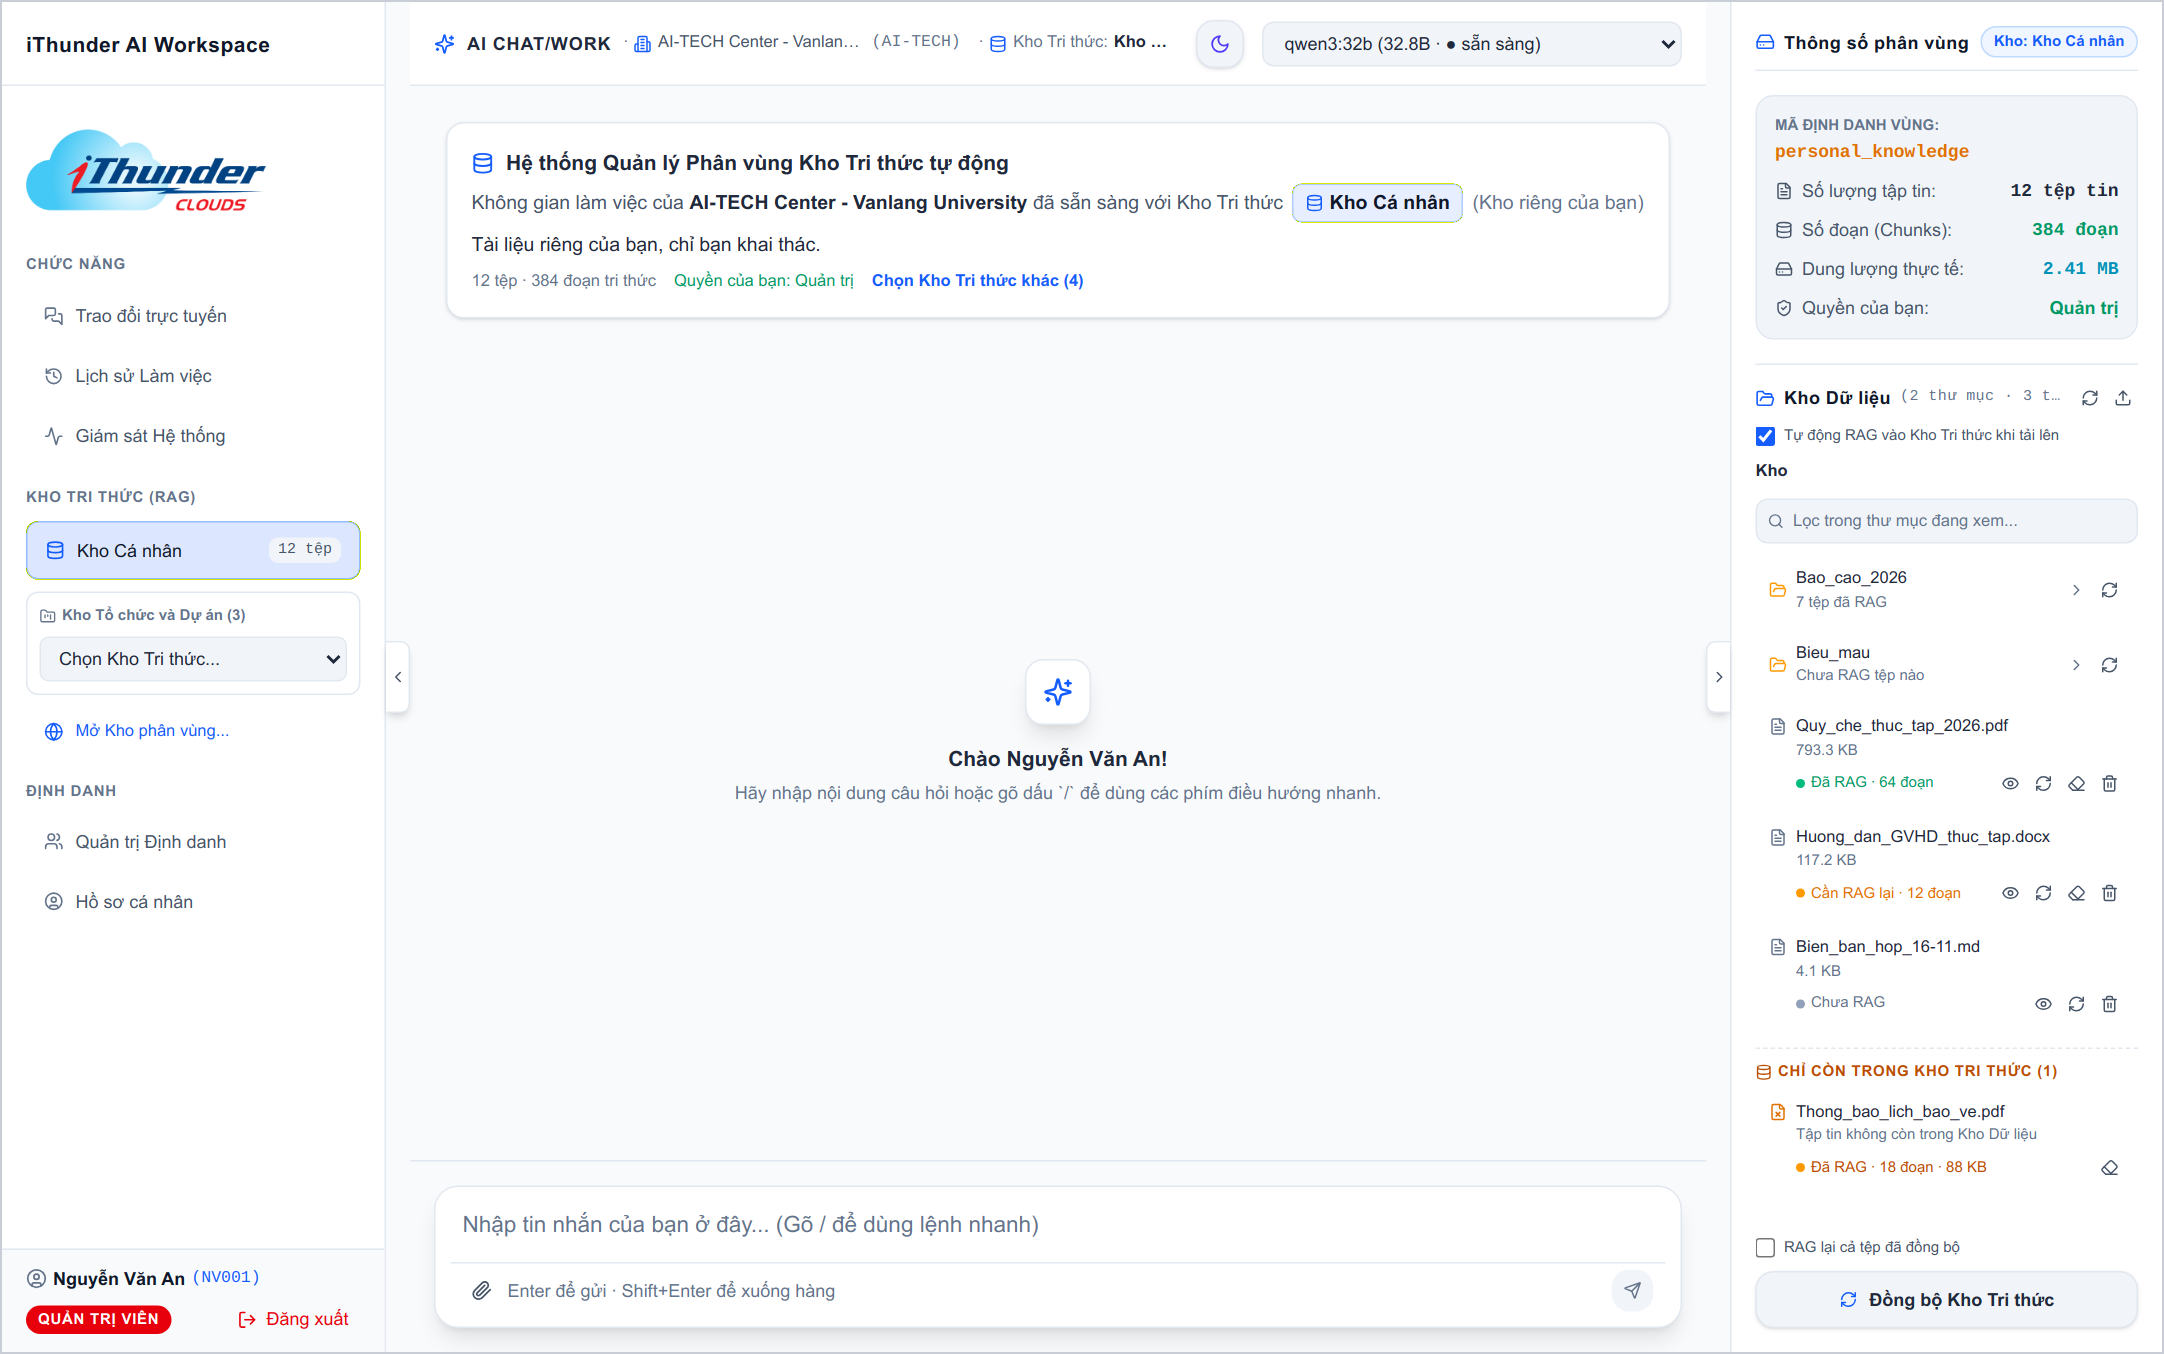 iThunder AI Workspace
iThunder
CLOUDS
CHỨC NĂNG
Trao đổi trực tuyến
Lịch sử Làm việc
Giám sát Hệ thống
KHO TRI THỨC (RAG)
Kho Cá nhân
12 tệp
Kho Tổ chức và Dự án (3)
Chọn Kho Tri thức...
Mở Kho phân vùng...
ĐỊNH DANH
Quản trị Định danh
Hồ sơ cá nhân
Nguyễn Văn An (NV001)
QUẢN TRỊ VIÊN
Đăng xuất
AI CHAT/WORK · AI-TECH Center - Vanlan... (AI-TECH) · Kho Tri thức: Kho ...
qwen3:32b (32.8B · ● sẵn sàng)
Hệ thống Quản lý Phân vùng Kho Tri thức tự động
Không gian làm việc của AI-TECH Center - Vanlang University đã sẵn sàng với Kho Tri thức Kho Cá nhân (Kho riêng của bạn)
Tài liệu riêng của bạn, chỉ bạn khai thác.
12 tệp · 384 đoạn tri thức Quyền của bạn: Quản trị Chọn Kho Tri thức khác (4)
Chào Nguyễn Văn An!
Hãy nhập nội dung câu hỏi hoặc gõ dấu `/` để dùng các phím điều hướng nhanh.
Nhập tin nhắn của bạn ở đây... (Gõ / để dùng lệnh nhanh)
Enter để gửi · Shift+Enter để xuống hàng
Thông số phân vùng
Kho: Kho Cá nhân
MÃ ĐỊNH DANH VÙNG:
personal_knowledge
Số lượng tập tin: 12 tệp tin
Số đoạn (Chunks): 384 đoạn
Dung lượng thực tế: 2.41 MB
Quyền của bạn: Quản trị
Kho Dữ liệu (2 thư mục · 3 t…
Tự động RAG vào Kho Tri thức khi tải lên
Kho
Lọc trong thư mục đang xem...
Bao_cao_2026
7 tệp đã RAG
Bieu_mau
Chưa RAG tệp nào
Quy_che_thuc_tap_2026.pdf
793.3 KB
Đã RAG · 64 đoạn
Huong_dan_GVHD_thuc_tap.docx
117.2 KB
Cần RAG lại · 12 đoạn
Bien_ban_hop_16-11.md
4.1 KB
Chưa RAG
CHỈ CÒN TRONG KHO TRI THỨC (1)
Thong_bao_lich_bao_ve.pdf
Tập tin không còn trong Kho Dữ liệu
Đã RAG · 18 đoạn · 88 KB
RAG lại cả tệp đã đồng bộ
Đồng bộ Kho Tri thức